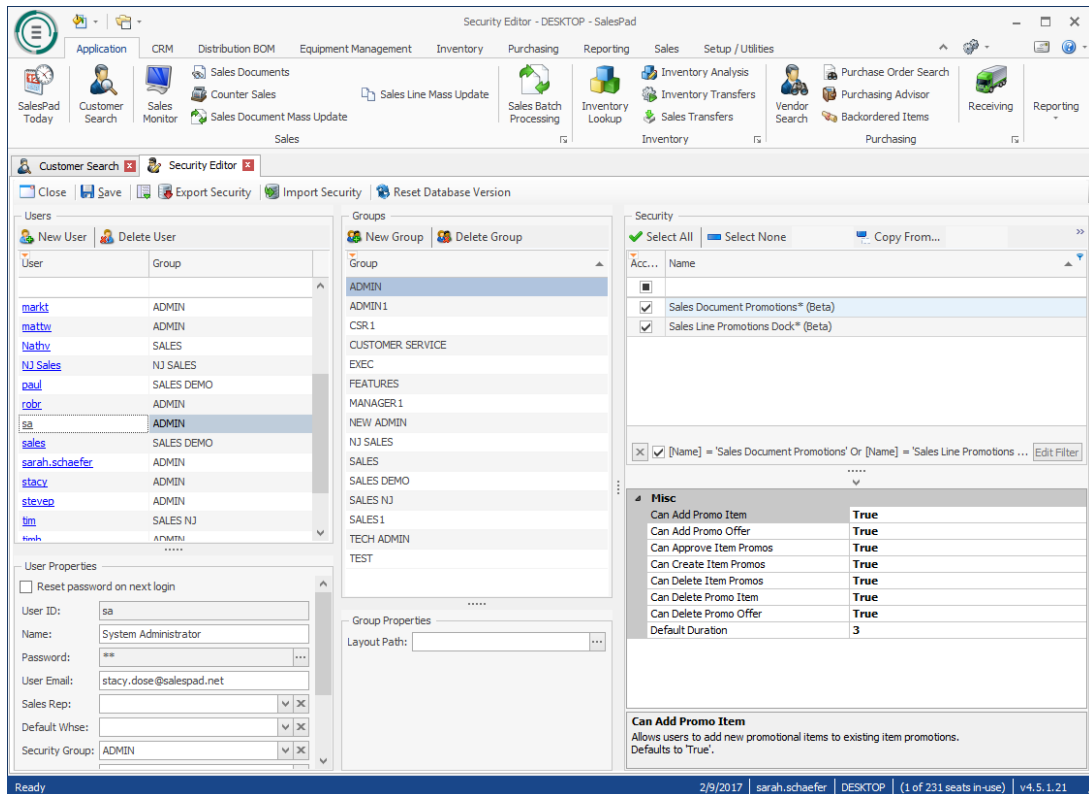 Security Editor - DESKTOP - SalesPad
Application CRM Distribution BOM Equipment Management Inventory Purchasing Reporting Sales Setup / Utilities
SalesPad Today
Customer Search
Sales Monitor
Sales Documents
Counter Sales
Sales Document Mass Update
Sales Line Mass Update
Sales Batch Processing
Sales
Inventory Lookup
Inventory Analysis
Inventory Transfers
Sales Transfers
Inventory
Vendor Search
Purchase Order Search
Purchasing Advisor
Backordered Items
Receiving
Purchasing
Reporting
Customer Search Security Editor
Close Save Export Security Import Security Reset Database Version
Users
New User Delete User
User Group
markt ADMIN
mattw ADMIN
Nathv SALES
NJ Sales NJ SALES
paul SALES DEMO
robr ADMIN
sa ADMIN
sales SALES DEMO
sarah.schaefer ADMIN
stacy ADMIN
stevep ADMIN
tim SALES NJ
timh ADMIN
User Properties
Reset password on next login
User ID: sa
Name: System Administrator
Password: **
User Email: stacy.dose@salespad.net
Sales Rep:
Default Whse:
Security Group: ADMIN
Groups
New Group Delete Group
Group
ADMIN
ADMIN1
CSR1
CUSTOMER SERVICE
EXEC
FEATURES
MANAGER1
NEW ADMIN
NJ SALES
SALES
SALES DEMO
SALES NJ
SALES1
TECH ADMIN
TEST
Group Properties
Layout Path:
Security
Select All Select None Copy From...
Acc... Name
Sales Document Promotions* (Beta)
Sales Line Promotions Dock* (Beta)
[Name] = 'Sales Document Promotions' Or [Name] = 'Sales Line Promotions ... Edit Filter
Misc
Can Add Promo Item True
Can Add Promo Offer True
Can Approve Item Promos True
Can Create Item Promos True
Can Delete Item Promos True
Can Delete Promo Item True
Can Delete Promo Offer True
Default Duration 3
Can Add Promo Item
Allows users to add new promotional items to existing item promotions.
Defaults to 'True'.
Ready 2/9/2017 sarah.schaefer DESKTOP (1 of 231 seats in-use) v4.5.1.21